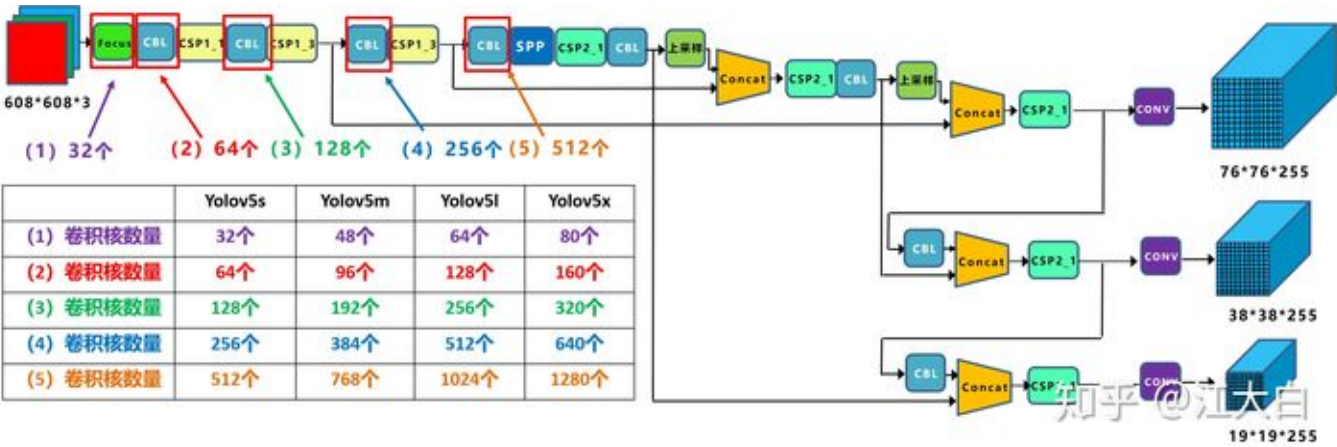 Focus CBL CSP1_1 CBL CSP1_3 CBL CSP1_3 CBL SPP CSP2_1 CBL 上采样
Concat CSP2_1 CBL 上采样
Concat CSP2_1 CONV
608*608*3
(1) 32个 (2) 64个 (3) 128个 (4) 256个 (5) 512个
76*76*255
Yolov5s Yolov5m Yolov5l Yolov5x
(1) 卷积核数量 32个 48个 64个 80个
(2) 卷积核数量 64个 96个 128个 160个
(3) 卷积核数量 128个 192个 256个 320个
(4) 卷积核数量 256个 384个 512个 640个
(5) 卷积核数量 512个 768个 1024个 1280个
CBL Concat CSP2_1 CONV
38*38*255
CBL Concat CSP2_1 CONV
知乎 @江大白
19*19*255